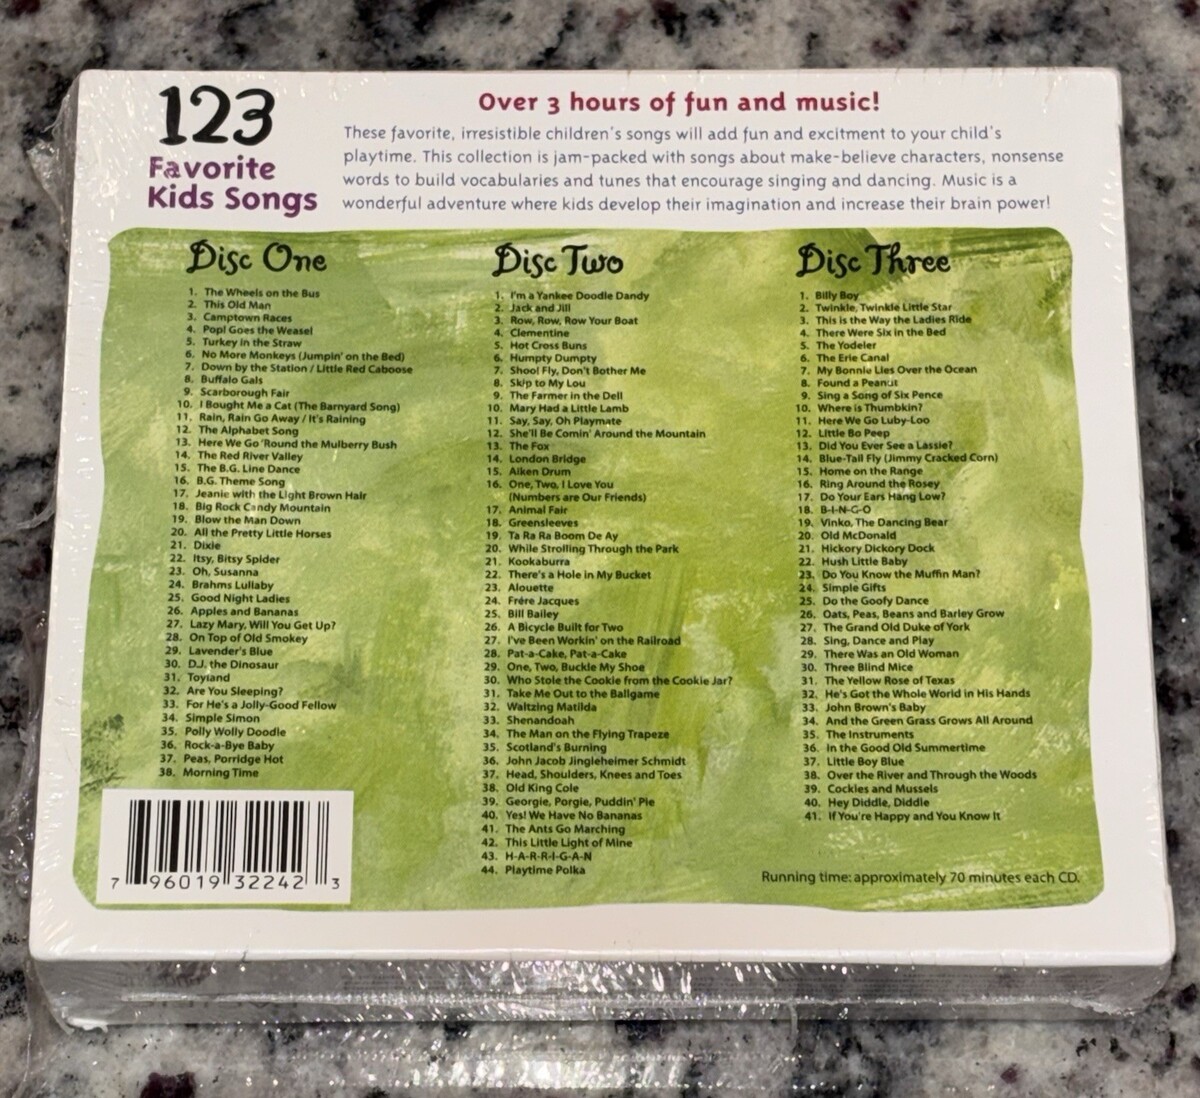 123
Favorite
Kids Songs
Over 3 hours of fun and music!
These favorite, irresistible children's songs will add fun and excitment to your child's
playtime. This collection is jam-packed with songs about make-believe characters, nonsense
words to build vocabularies and tunes that encourage singing and dancing. Music is a
wonderful adventure where kids develop their imagination and increase their brain power!
Disc One
1. The Wheels on the Bus
2. This Old Man
3. Camptown Races
4. Pop! Goes the Weasel
5. Turkey in the Straw
6. No More Monkeys (Jumpin' on the Bed)
7. Down by the Station / Little Red Caboose
8. Buffalo Gals
9. Scarborough Fair
10. I Bought Me a Cat (The Barnyard Song)
11. Rain, Rain Go Away / It's Raining
12. The Alphabet Song
13. Here We Go 'Round the Mulberry Bush
14. The Red River Valley
15. The B.G. Line Dance
16. B.G. Theme Song
17. Jeanie with the Light Brown Hair
18. Big Rock Candy Mountain
19. Blow the Man Down
20. All the Pretty Little Horses
21. Dixie
22. Itsy, Bitsy Spider
23. Oh, Susanna
24. Brahms Lullaby
25. Good Night Ladies
26. Apples and Bananas
27. Lazy Mary, Will You Get Up?
28. On Top of Old Smokey
29. Lavender's Blue
30. D.J. the Dinosaur
31. Toyland
32. Are You Sleeping?
33. For He's a Jolly-Good Fellow
34. Simple Simon
35. Polly Wolly Doodle
36. Rock-a-Bye Baby
37. Peas, Porridge Hot
38. Morning Time
Disc Two
1. I'm a Yankee Doodle Dandy
2. Jack and Jill
3. Row, Row, Row Your Boat
4. Clementine
5. Hot Cross Buns
6. Humpty Dumpty
7. Shoo! Fly, Don't Bother Me
8. Skip to My Lou
9. The Farmer in the Dell
10. Mary Had a Little Lamb
11. Say, Say, Oh Playmate
12. She'll Be Comin' Around the Mountain
13. The Fox
14. London Bridge
15. Aiken Drum
16. One, Two, I Love You
(Numbers are Our Friends)
17. Animal Fair
18. Greensleeves
19. Ta Ra Ra Boom De Ay
20. While Strolling Through the Park
21. Kookaburra
22. There's a Hole in My Bucket
23. Alouette
24. Frére Jacques
25. Bill Bailey
26. A Bicycle Built for Two
27. I've Been Workin' on the Railroad
28. Pat-a-Cake, Pat-a-Cake
29. One, Two, Buckle My Shoe
30. Who Stole the Cookie from the Cookie Jar?
31. Take Me Out to the Ballgame
32. Waltzing Matilda
33. Shenandoah
34. The Man on the Flying Trapeze
35. Scotland's Burning
36. John Jacob Jingleheimer Schmidt
37. Head, Shoulders, Knees and Toes
38. Old King Cole
39. Georgie, Porgie, Puddin' Pie
40. Yes! We Have No Bananas
41. The Ants Go Marching
42. This Little Light of Mine
43. H-A-R-R-I-G-A-N
44. Playtime Polka
Disc Three
1. Billy Boy
2. Twinkle, Twinkle Little Star
3. This is the Way the Ladies Ride
4. There Were Six in the Bed
5. The Yodeler
6. The Erie Canal
7. My Bonnie Lies Over the Ocean
8. Found a Peanut
9. Sing a Song of Six Pence
10. Where is Thumbkin?
11. Here We Go Luby-Loo
12. Little Bo Peep
13. Did You Ever See a Lassie?
14. Blue-Tail Fly (Jimmy Cracked Corn)
15. Home on the Range
16. Ring Around the Rosey
17. Do Your Ears Hang Low?
18. B-I-N-G-O
19. Vinko, The Dancing Bear
20. Old McDonald
21. Hickory Dickory Dock
22. Hush Little Baby
23. Do You Know the Muffin Man?
24. Simple Gifts
25. Do the Goofy Dance
26. Oats, Peas, Beans and Barley Grow
27. The Grand Old Duke of York
28. Sing, Dance and Play
29. There Was an Old Woman
30. Three Blind Mice
31. The Yellow Rose of Texas
32. He's Got the Whole World in His Hands
33. John Brown's Baby
34. And the Green Grass Grows All Around
35. The Instruments
36. In the Good Old Summertime
37. Little Boy Blue
38. Over the River and Through the Woods
39. Cockles and Mussels
40. Hey Diddle, Diddle
41. If You're Happy and You Know It
Running time: approximately 70 minutes each CD.
7 96019 32242 3